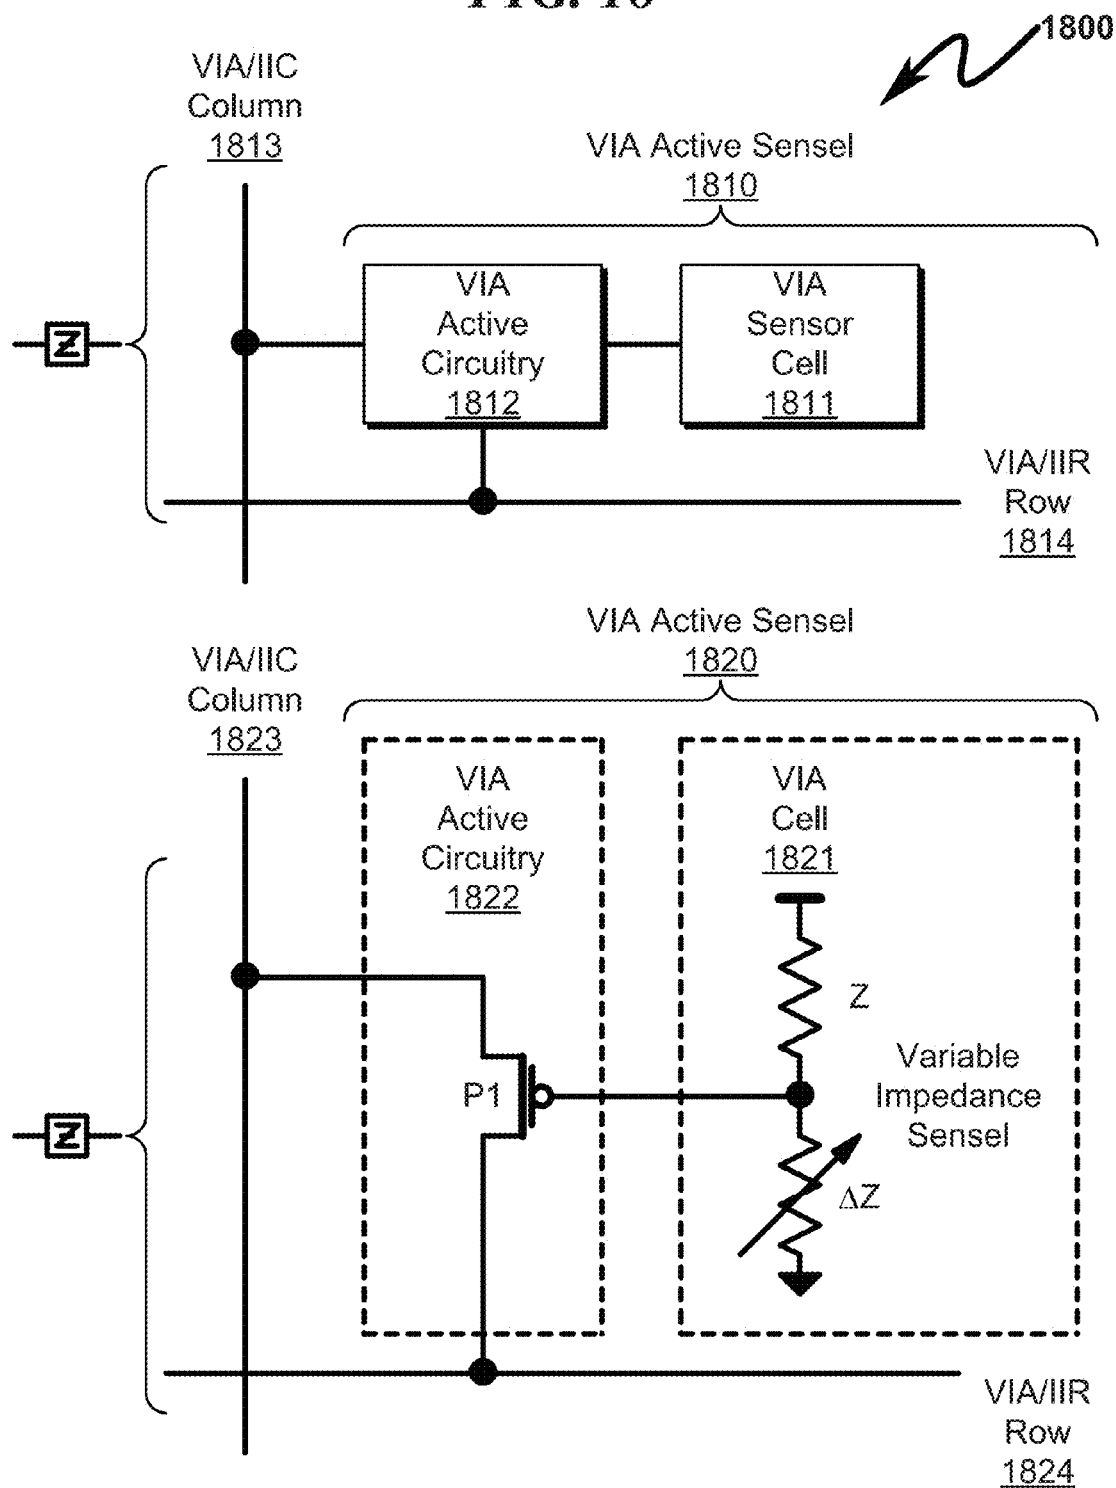 1800
VIA/IIC
Column
1813
VIA Active Sensel
1810
VIA
Active
Circuitry
1812
VIA
Sensor
Cell
1811
Z
VIA/IIR
Row
1814
VIA Active Sensel
1820
VIA/IIC
Column
1823
VIA
Active
Circuitry
1822
VIA
Cell
1821
Z
P1
Variable
Impedance
Sensel
Z
ΔZ
VIA/IIR
Row
1824